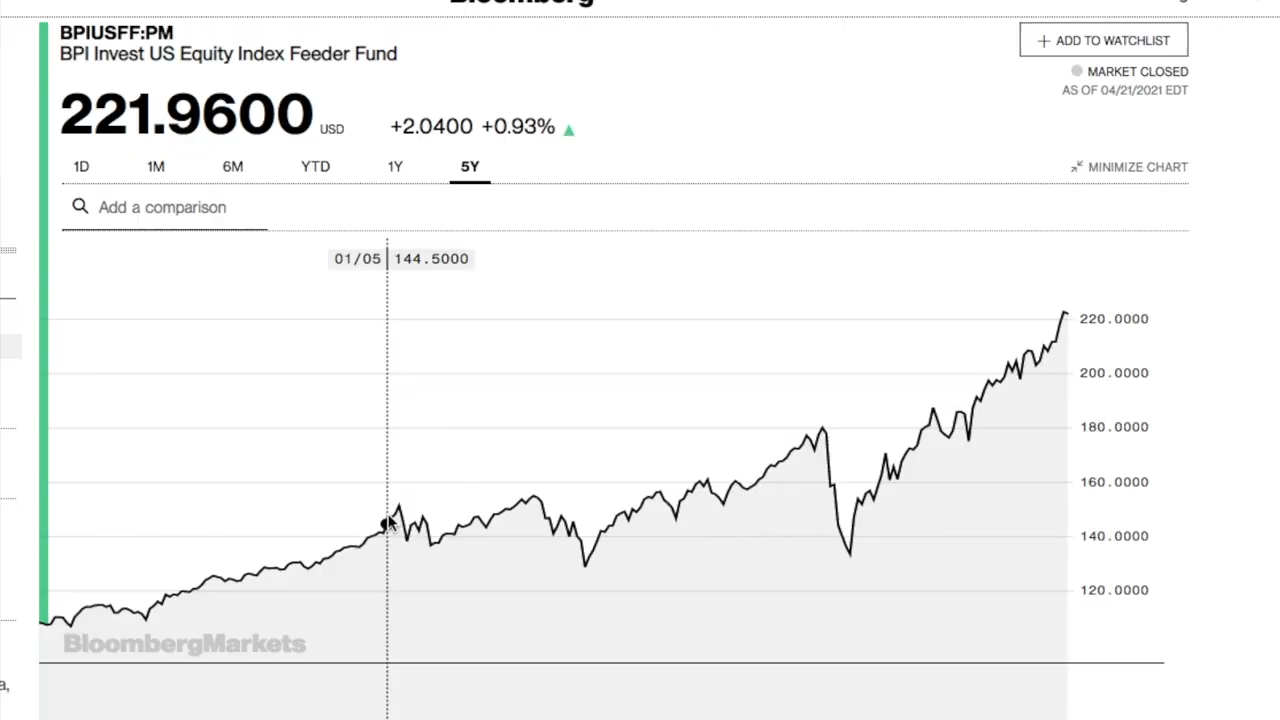 Bloomberg
BPIUSFF:PM
BPI Invest US Equity Index Feeder Fund
+ ADD TO WATCHLIST
MARKET CLOSED
AS OF 04/21/2021 EDT
221.9600 USD +2.0400 +0.93%
1D 1M 6M YTD 1Y 5Y
MINIMIZE CHART
Add a comparison
01/05 144.5000
220.0000
200.0000
180.0000
160.0000
140.0000
120.0000
BloombergMarkets
a,